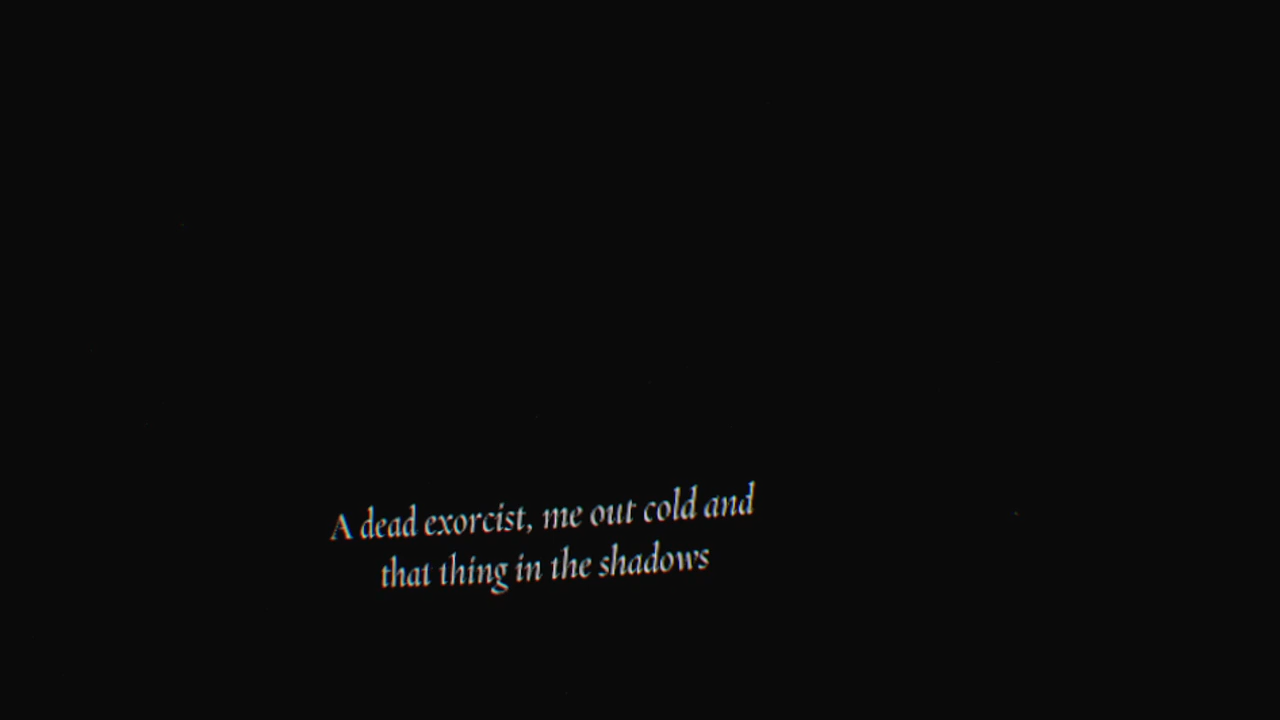 A dead exorcist, me out cold and
that thing in the shadows